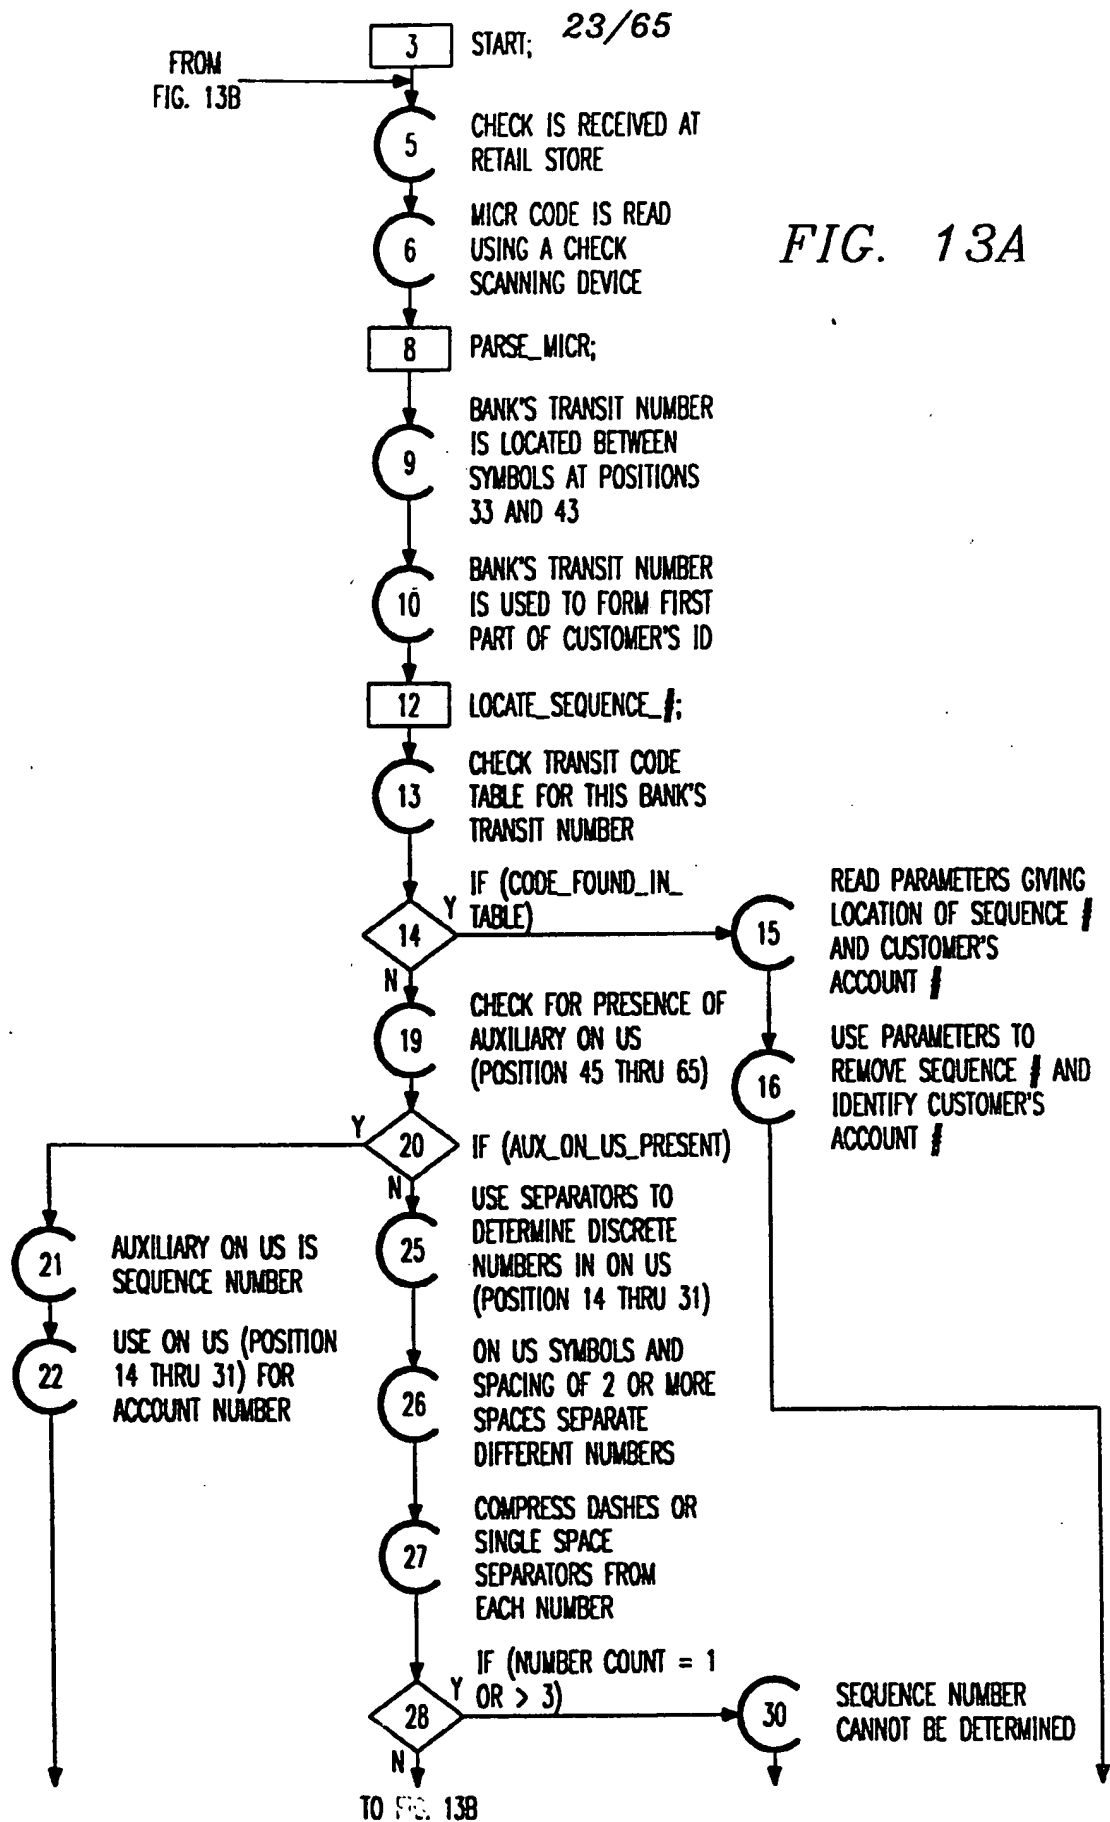 23/65
3 START;
FROM
FIG. 13B
5 CHECK IS RECEIVED AT
RETAIL STORE
6 MICR CODE IS READ
USING A CHECK
SCANNING DEVICE
FIG. 13A
8 PARSE_MICR;
9 BANK'S TRANSIT NUMBER
IS LOCATED BETWEEN
SYMBOLS AT POSITIONS
33 AND 43
10 BANK'S TRANSIT NUMBER
IS USED TO FORM FIRST
PART OF CUSTOMER'S ID
12 LOCATE_SEQUENCE_#;
13 CHECK TRANSIT CODE
TABLE FOR THIS BANK'S
TRANSIT NUMBER
IF (CODE_FOUND_IN_
TABLE)
14 Y
N
15 READ PARAMETERS GIVING
LOCATION OF SEQUENCE #
AND CUSTOMER'S
ACCOUNT #
16 USE PARAMETERS TO
REMOVE SEQUENCE # AND
IDENTIFY CUSTOMER'S
ACCOUNT #
19 CHECK FOR PRESENCE OF
AUXILIARY ON US
(POSITION 45 THRU 65)
Y
20 IF (AUX_ON_US_PRESENT)
N
21 AUXILIARY ON US IS
SEQUENCE NUMBER
22 USE ON US (POSITION
14 THRU 31) FOR
ACCOUNT NUMBER
25 USE SEPARATORS TO
DETERMINE DISCRETE
NUMBERS IN ON US
(POSITION 14 THRU 31)
26 ON US SYMBOLS AND
SPACING OF 2 OR MORE
SPACES SEPARATE
DIFFERENT NUMBERS
27 COMPRESS DASHES OR
SINGLE SPACE
SEPARATORS FROM
EACH NUMBER
IF (NUMBER COUNT = 1
OR > 3)
28 Y
N
30 SEQUENCE NUMBER
CANNOT BE DETERMINED
TO FIG. 13B